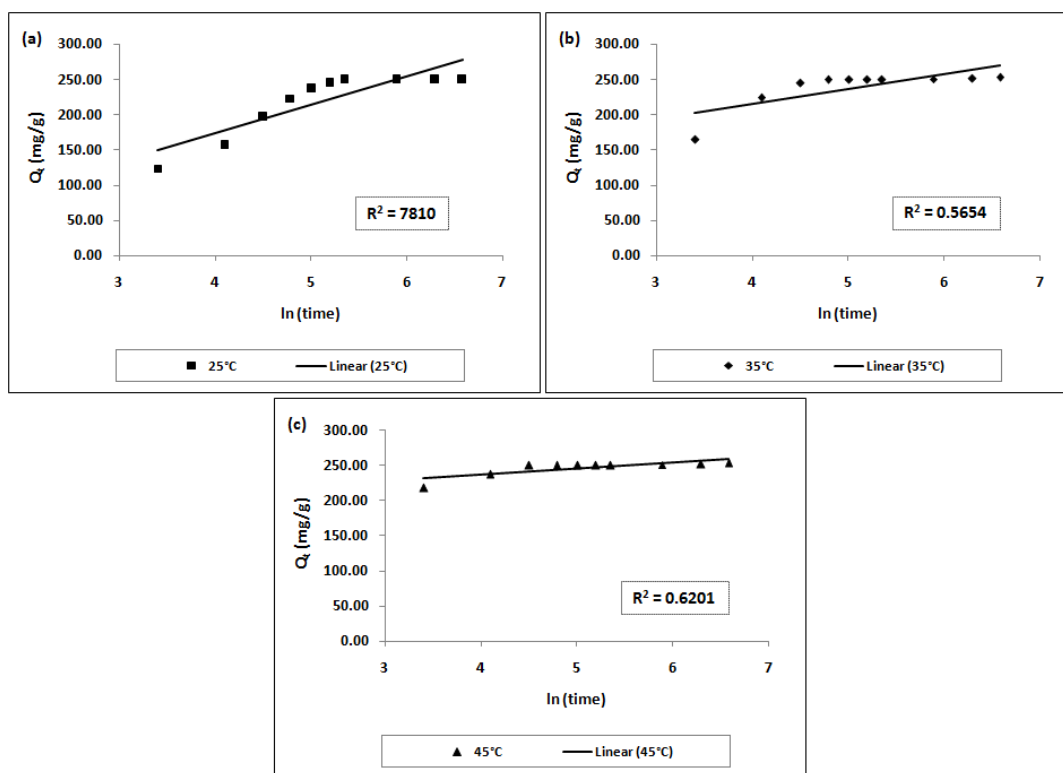 (a)
300.00
250.00
200.00
150.00
100.00
50.00
0.00
Qt (mg/g)
R² = 7810
3 4 5 6 7
ln (time)
25°C Linear (25°C)
(b)
300.00
250.00
200.00
150.00
100.00
50.00
0.00
Qt (mg/g)
R² = 0.5654
3 4 5 6 7
ln (time)
35°C Linear (35°C)
(c)
300.00
250.00
200.00
150.00
100.00
50.00
0.00
Qt (mg/g)
R² = 0.6201
3 4 5 6 7
ln (time)
45°C Linear (45°C)